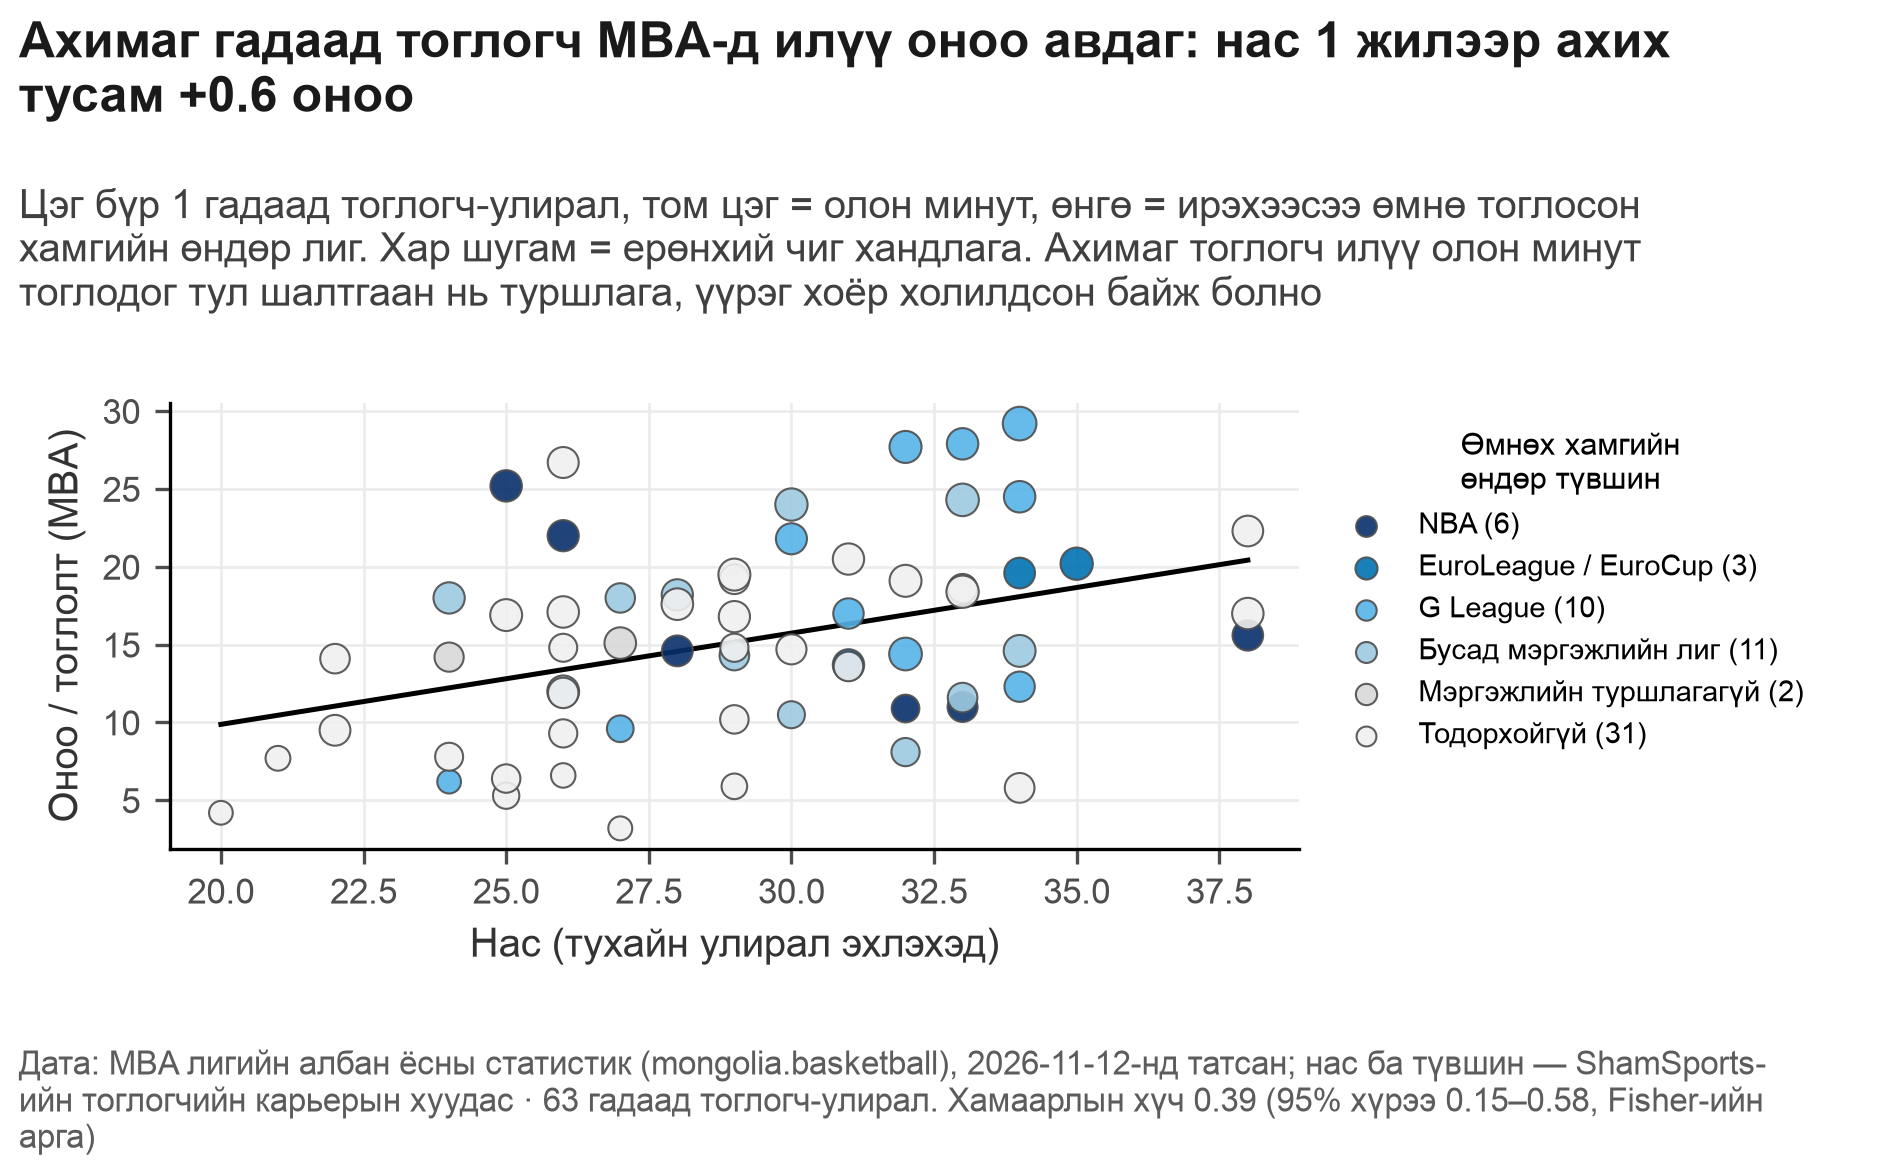 Ахимаг гадаад тоглогч МВА-д илүү оноо авдаг: нас 1 жилээр ахих
тусам +0.6 оноо
Цэг бүр 1 гадаад тоглогч-улирал, том цэг = олон минут, өнгө = ирэхээсээ өмнө тоглосон
хамгийн өндөр лиг. Хар шугам = ерөнхий чиг хандлага. Ахимаг тоглогч илүү олон минут
тоглодог тул шалтгаан нь туршлага, үүрэг хоёр холилдсон байж болно
Оноо / тоглолт (МВА)
30
25
20
15
10
5
20.0 22.5 25.0 27.5 30.0 32.5 35.0 37.5
Нас (тухайн улирал эхлэхэд)
Өмнөх хамгийн
өндөр түвшин
NBA (6)
EuroLeague / EuroCup (3)
G League (10)
Бусад мэргэжлийн лиг (11)
Мэргэжлийн туршлагагүй (2)
Тодорхойгүй (31)
Дата: МВА лигийн албан ёсны статистик (mongolia.basketball), 2026-11-12-нд татсан; нас ба түвшин — ShamSports-
ийн тоглогчийн карьерын хуудас · 63 гадаад тоглогч-улирал. Хамаарлын хүч 0.39 (95% хүрээ 0.15–0.58, Fisher-ийн
арга)